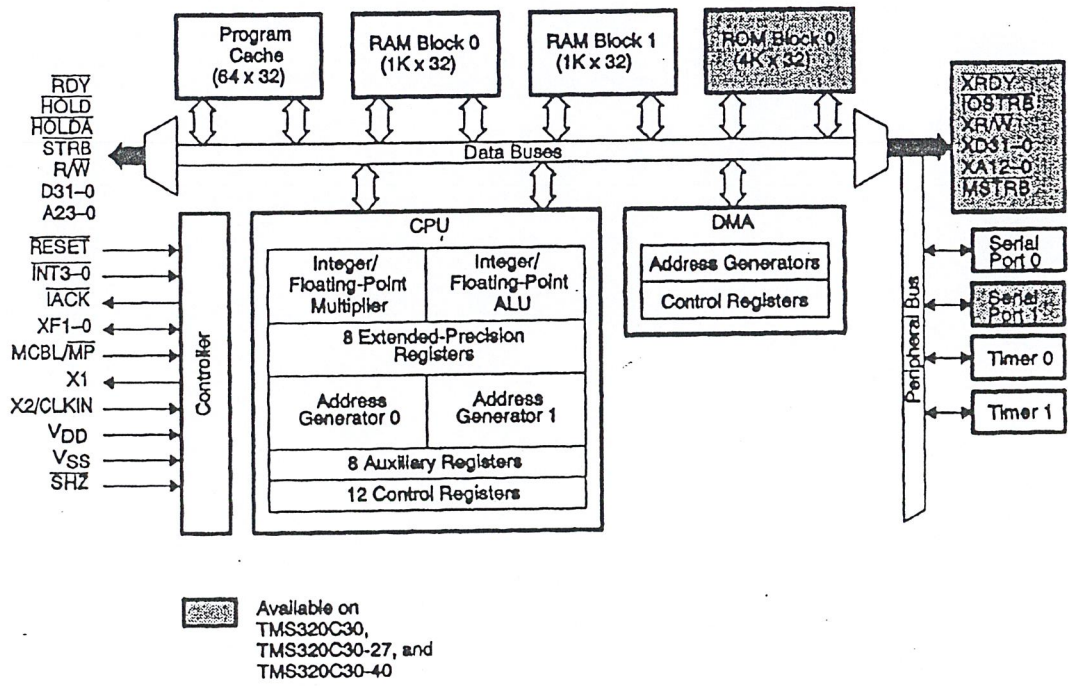 Program
Cache
(64 x 32)
RAM Block 0
(1K x 32)
RAM Block 1
(1K x 32)
ROM Block 0
(4K x 32)
RDY
HOLD
HOLDA
STRB
R/W
D31-0
A23-0
Data Buses
XRDY
IOSTRB
XR/W
XD31-0
XA12-0
MSTRB
RESET
INT3-0
IACK
XF1-0
MCBL/MP
X1
X2/CLKIN
VDD
VSS
SHZ
Controller
CPU
Integer/
Floating-Point
Multiplier
Integer/
Floating-Point
ALU
8 Extended-Precision
Registers
Address
Generator 0
Address
Generator 1
8 Auxiliary Registers
12 Control Registers
DMA
Address Generators
Control Registers
Peripheral Bus
Serial
Port 0
Serial
Port 1
Timer 0
Timer 1
Available on
TMS320C30,
TMS320C30-27, and
TMS320C30-40